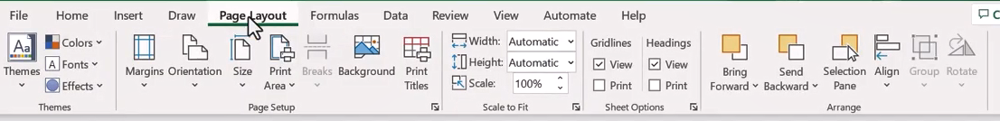 File Home Insert Draw Page Layout Formulas Data Review View Automate Help
Aa Themes
Colors
A Fonts
Effects
Themes
Margins
Orientation
Size
Print Area
Breaks
Background
Print Titles
Page Setup
Width: Automatic
Height: Automatic
Scale: 100%
Scale to Fit
Gridlines Headings
View View
Print Print
Sheet Options
Bring Forward
Send Backward
Selection Pane
Align
Group
Rotate
Arrange